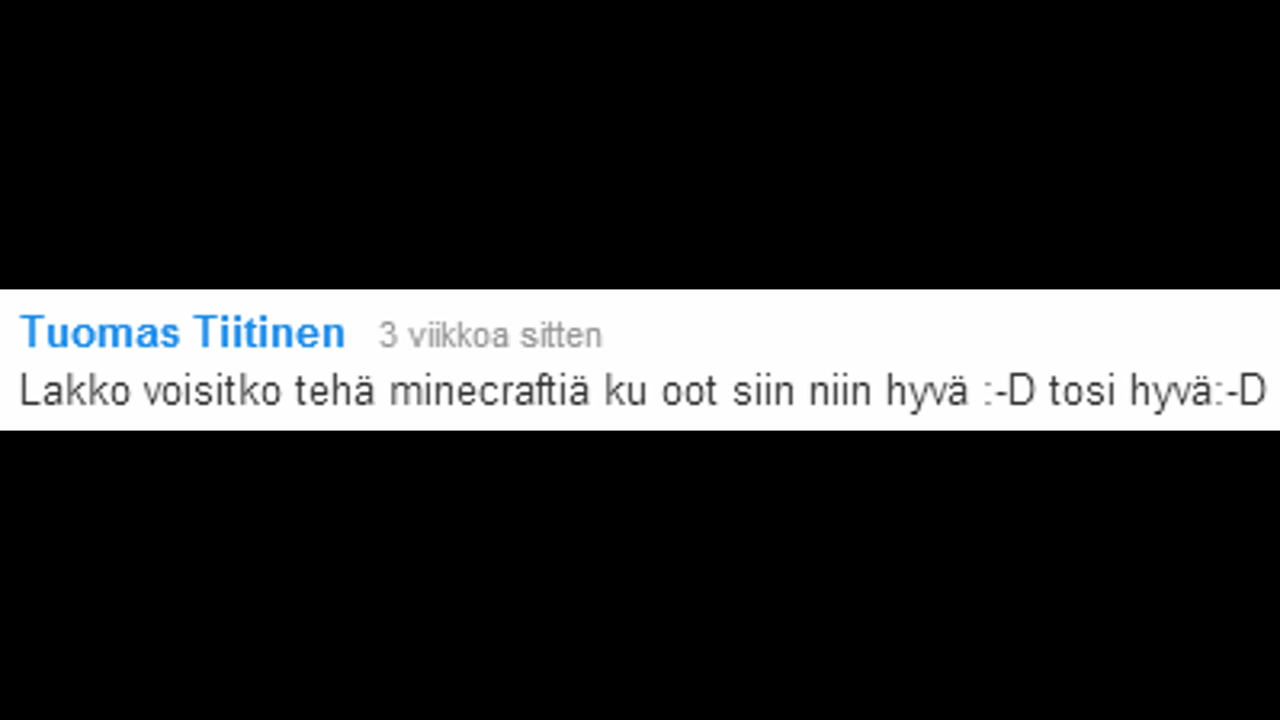 Tuomas Tiitinen 3 viikkoa sitten
Lakko voisitko tehä minecraftiä ku oot siin niin hyvä :-D tosi hyvä:-D